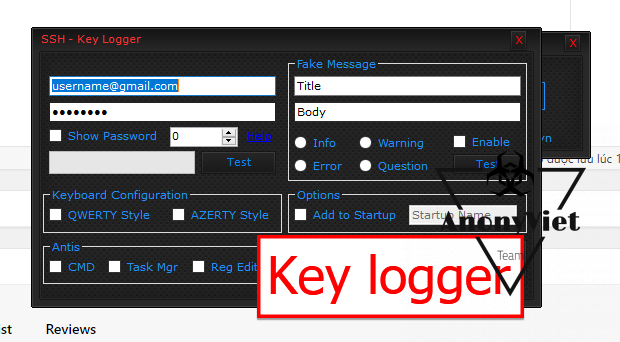 SSH - Key Logger
X
X
Fake Message
username@gmail.com
Title
••••••••
Body
Show Password
0
Help
Info
Warning
Enable
Test
Error
Question
Test
vn
được lưu lúc 1
Keyboard Configuration
Options
QWERTY Style
AZERTY Style
Add to Startup
Startup Name
AnonyViet
Antis
Team
CMD
Task Mgr
Reg Edit
Key logger
ist
Reviews